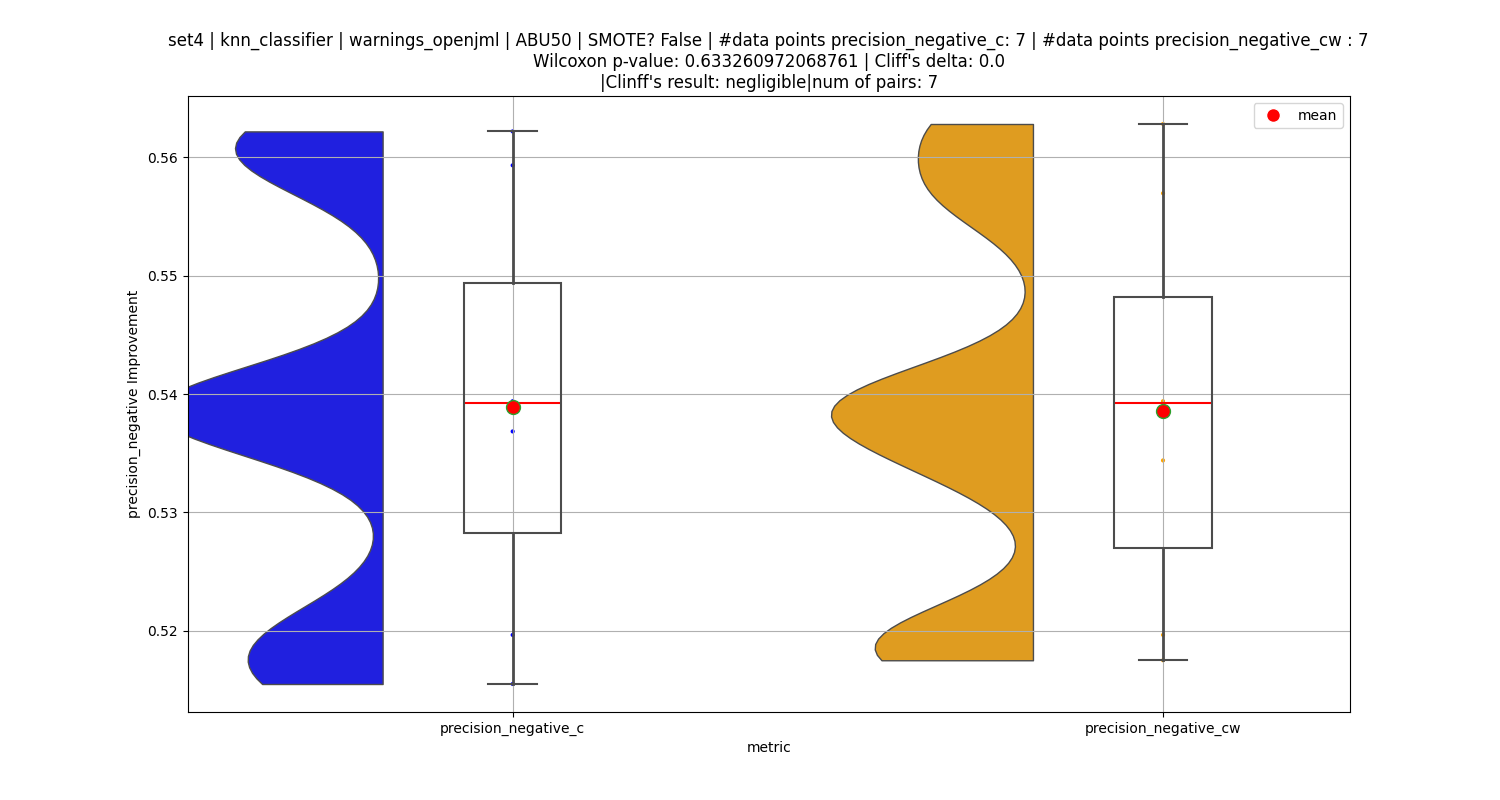 set4 | knn_classifier | warnings_openjml | ABU50 | SMOTE? False | #data points precision_negative_c: 7 | #data points precision_negative_cw : 7
Wilcoxon p-value: 0.633260972068761 | Cliff's delta: 0.0
|Clinff's result: negligible|num of pairs: 7
mean
0.56
0.55
0.54
0.53
0.52
precision_negative Improvement
precision_negative_c
precision_negative_cw
metric